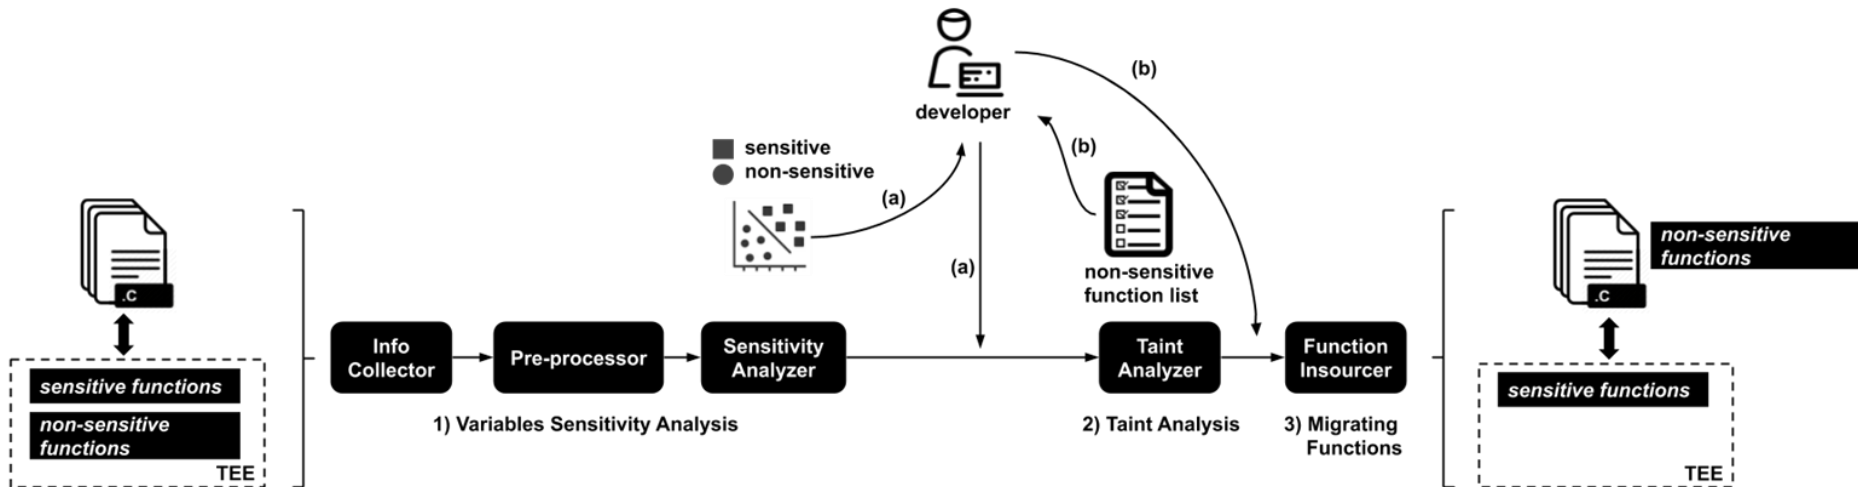 developer
(b)
(b)
sensitive
non-sensitive
(a)
(a)
non-sensitive
function list
.C
sensitive functions
non-sensitive
functions
TEE
Info
Collector
Pre-processor
Sensitivity
Analyzer
Taint
Analyzer
Function
Insourcer
1) Variables Sensitivity Analysis
2) Taint Analysis
3) Migrating
Functions
.C
non-sensitive
functions
sensitive functions
TEE